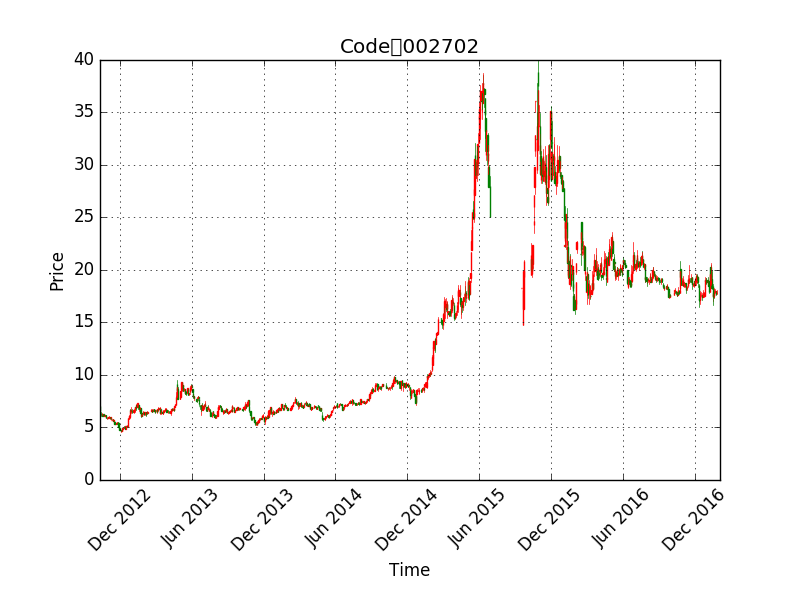 Code▯002702
40
35
30
25
20
15
10
5
0
Price
Dec 2012
Jun 2013
Dec 2013
Jun 2014
Dec 2014
Jun 2015
Dec 2015
Jun 2016
Dec 2016
Time